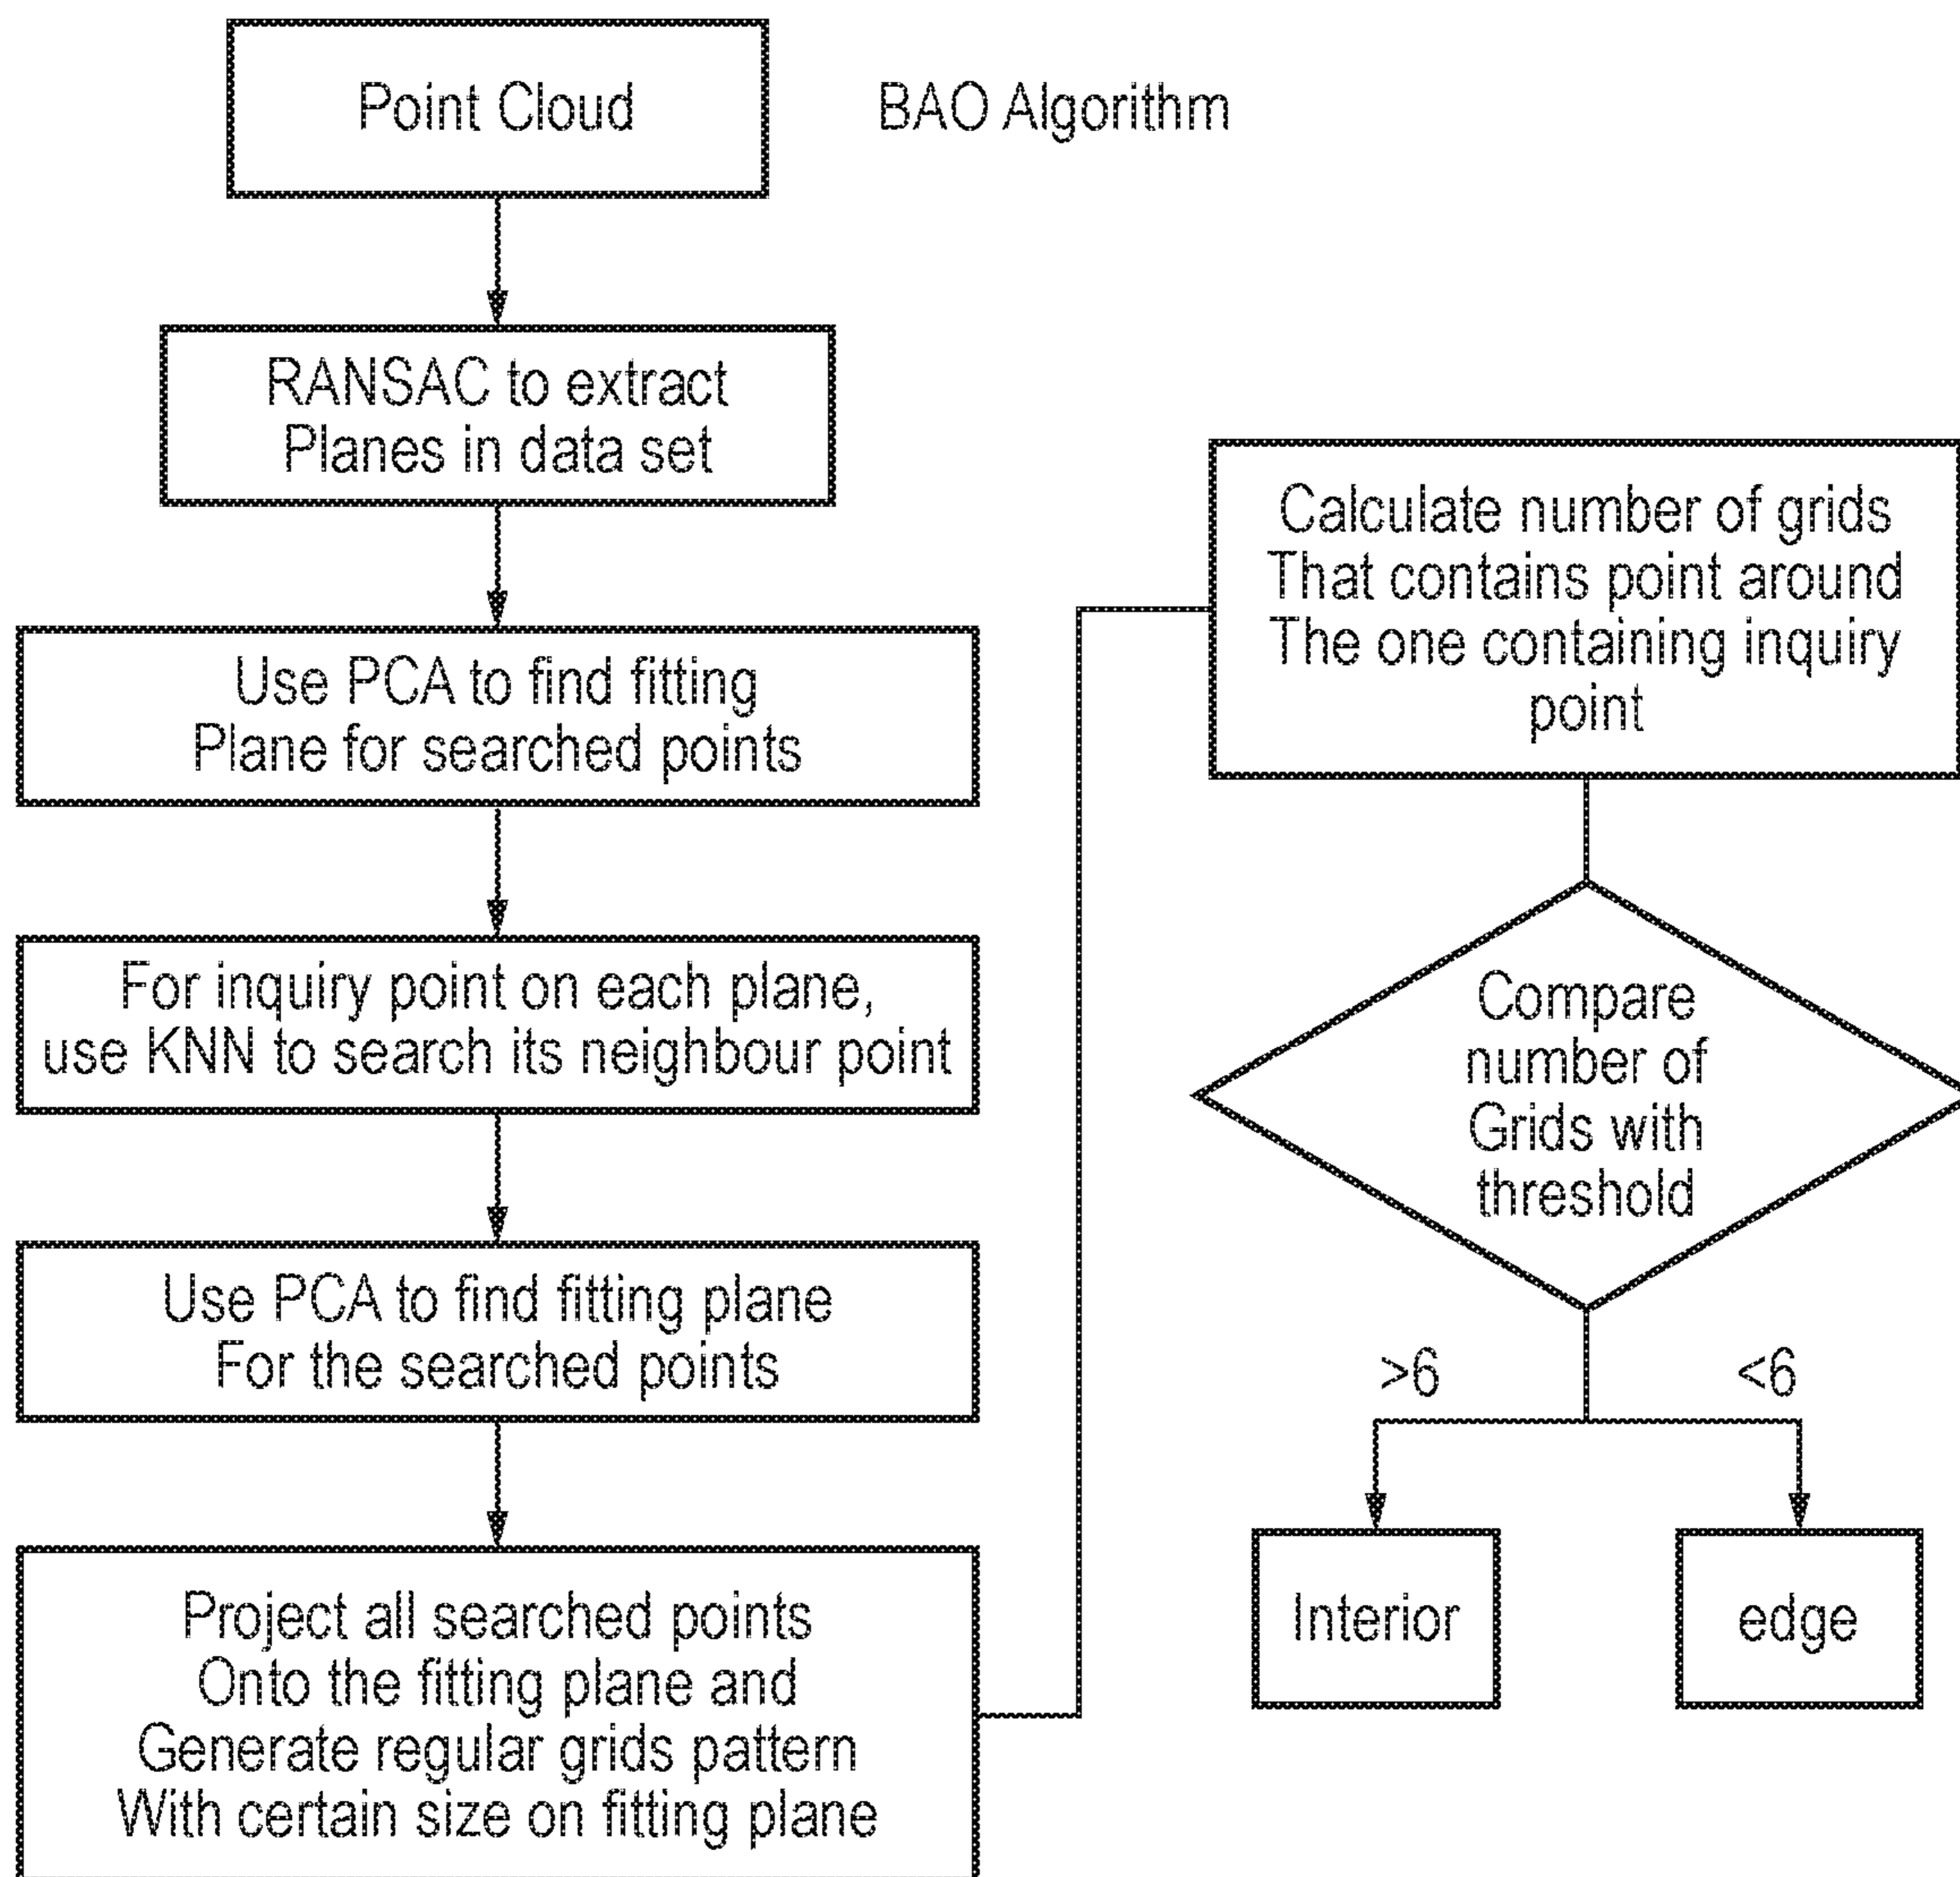 Point Cloud
BAO Algorithm
RANSAC to extract
Planes in data set
Use PCA to find fitting
Plane for searched points
For inquiry point on each plane,
use KNN to search its neighbour point
Use PCA to find fitting plane
For the searched points
Project all searched points
Onto the fitting plane and
Generate regular grids pattern
With certain size on fitting plane
Calculate number of grids
That contains point around
The one containing inquiry
point
Compare
number of
Grids with
threshold
>6
<6
Interior
edge